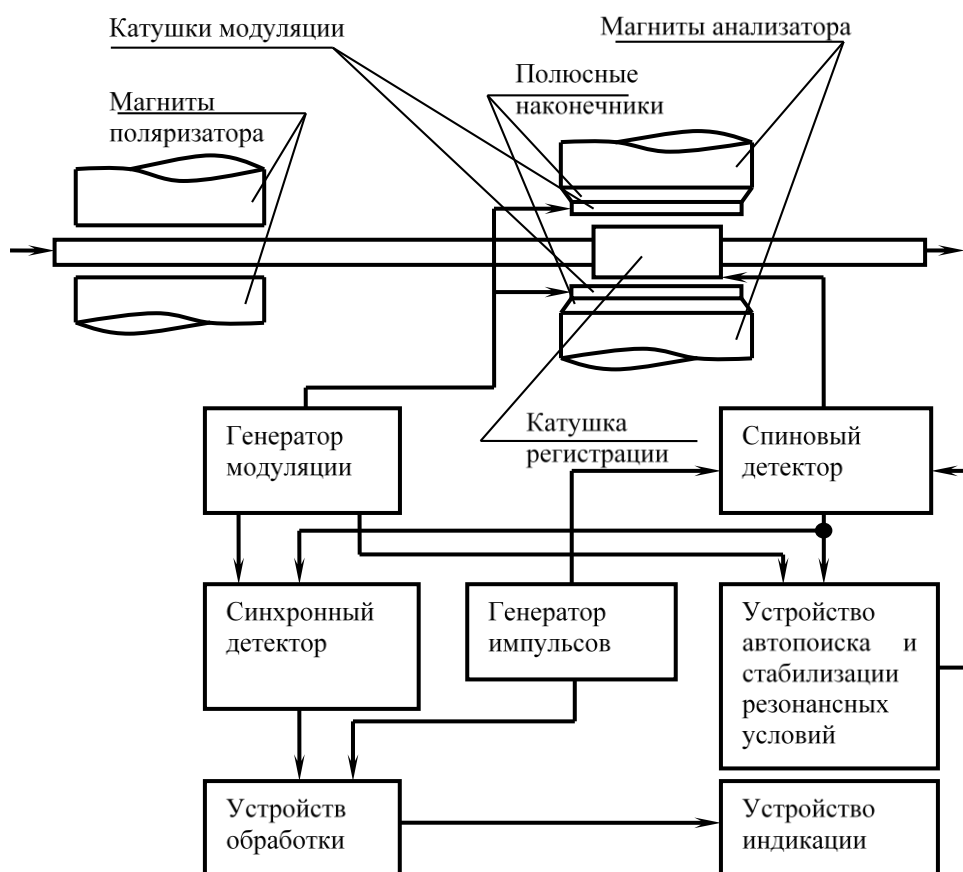 Катушки модуляции
Магниты анализатора
Полюсные
наконечники
Магниты
поляризатора
Катушка
регистрации
Генератор
модуляции
Спиновый
детектор
Синхронный
детектор
Генератор
импульсов
Устройство
автопоиска и
стабилизации
резонансных
условий
Устройств
обработки
Устройство
индикации